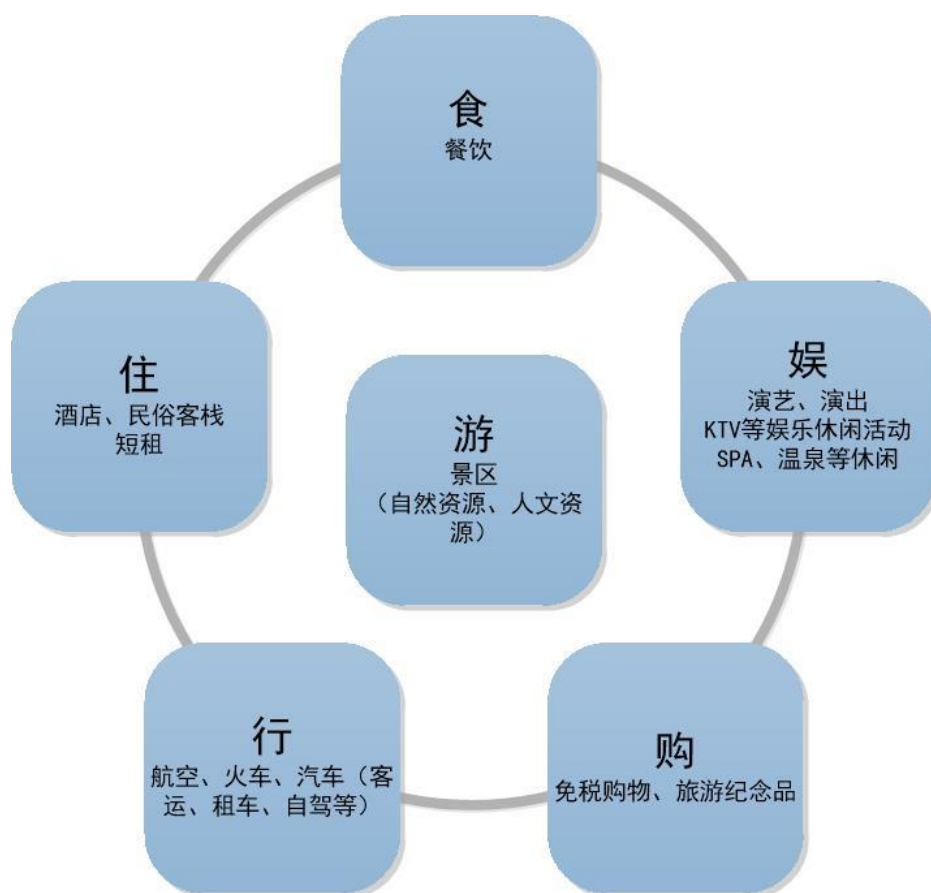 食
餐饮
住
酒店、民俗客栈
短租
游
景区
（自然资源、人文资
源）
娱
演艺、演出
KTV等娱乐休闲活动
SPA、温泉等休闲
行
航空、火车、汽车（客
运、租车、自驾等）
购
免税购物、旅游纪念品